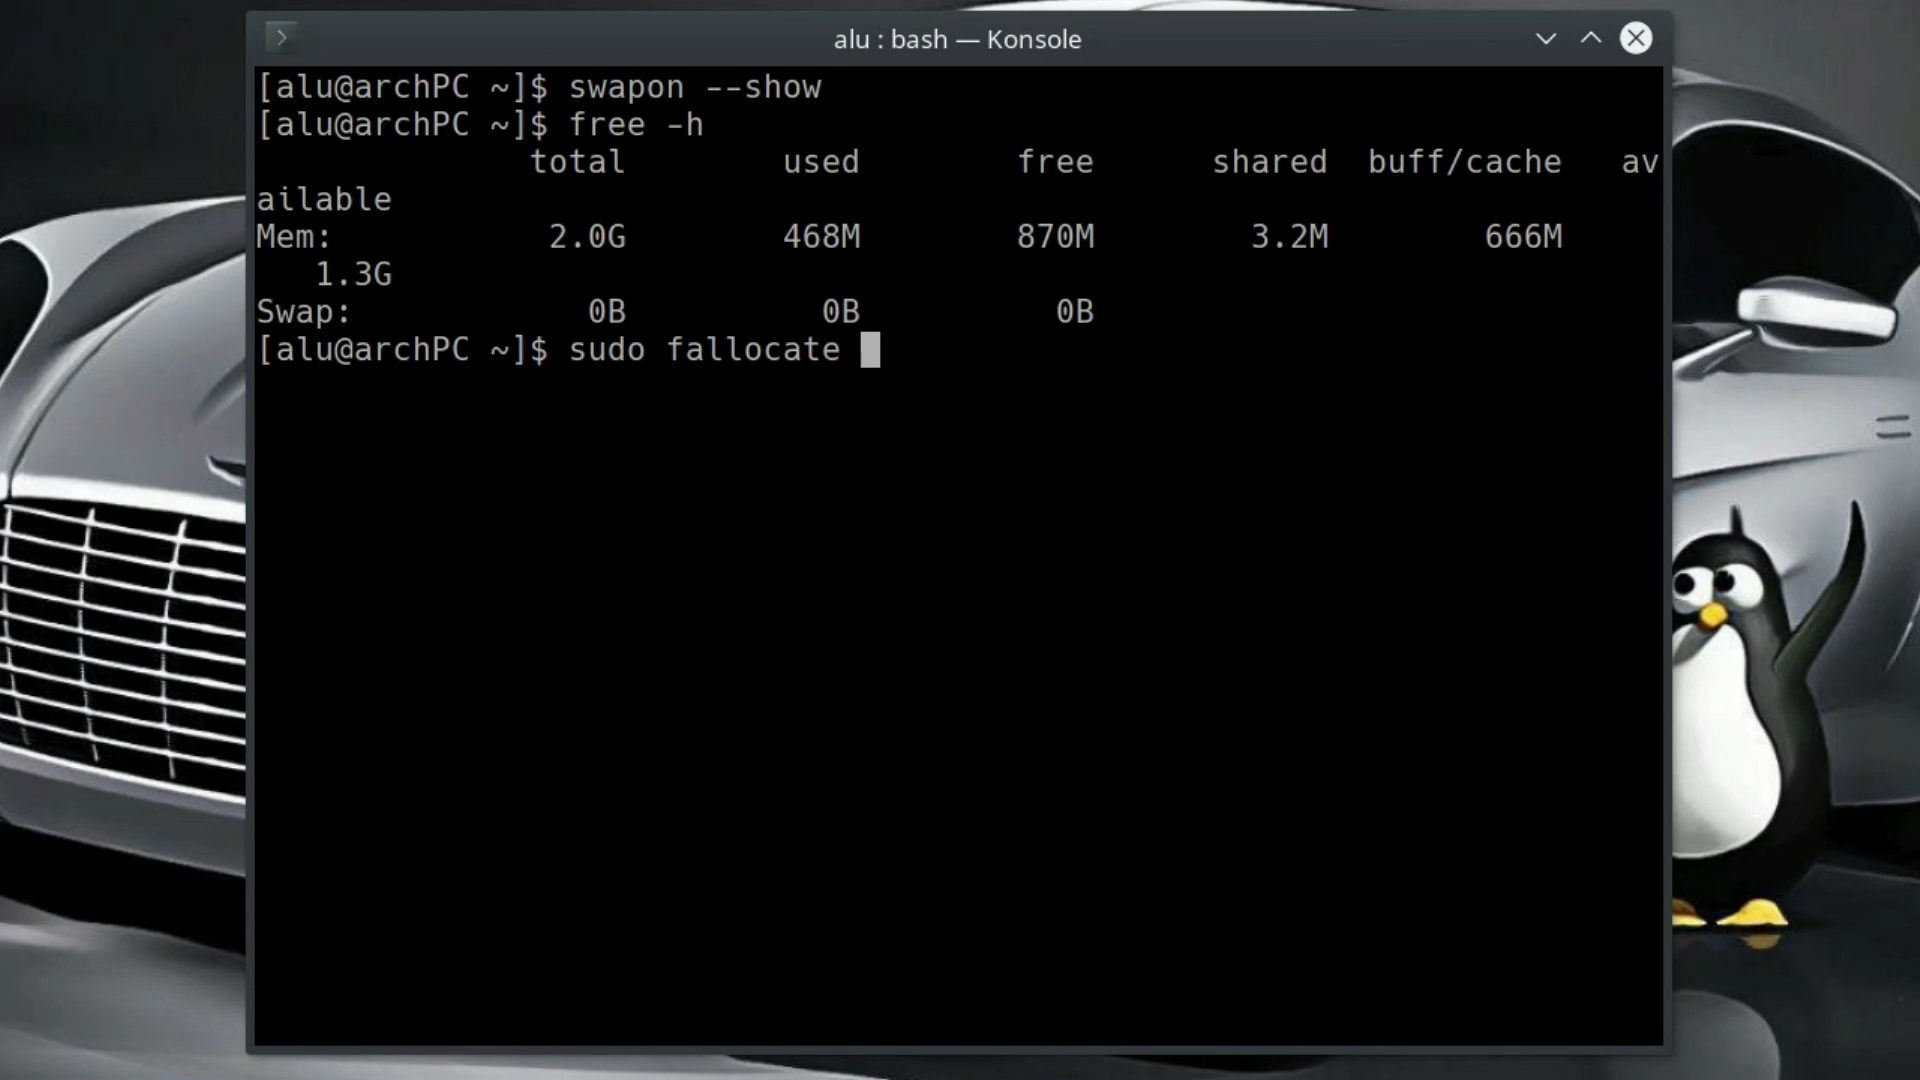 alu : bash — Konsole
[alu@archPC ~]$ swapon --show
[alu@archPC ~]$ free -h
total used free shared buff/cache av
ailable
Mem: 2.0G 468M 870M 3.2M 666M
1.3G
Swap: 0B 0B 0B
[alu@archPC ~]$ sudo fallocate